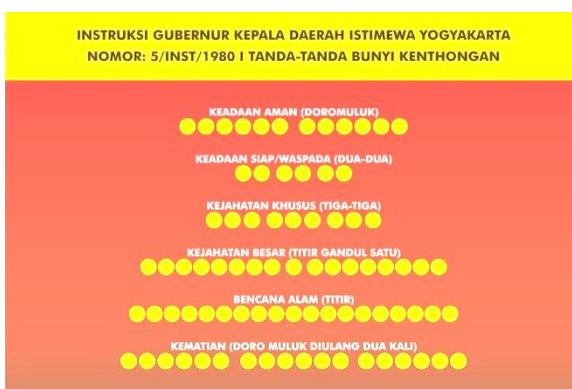 INSTRUKSI GUBERNUR KEPALA DAERAH ISTIMEWA YOGYAKARTA
NOMOR: 5/INST/1980 I TANDA-TANDA BUNYI KENTHONGAN
KEADAAN AMAN (DOROMULUK)
KEADAAN SIAP/WASPADA (DUA-DUA)
KEJAHATAN KHUSUS (TIGA-TIGA)
KEJAHATAN BESAR (TITIR GANDUL SATU)
BENCANA ALAM (TITIR)
KEMATIAN (DORO MULUK DIULANG DUA KALI)